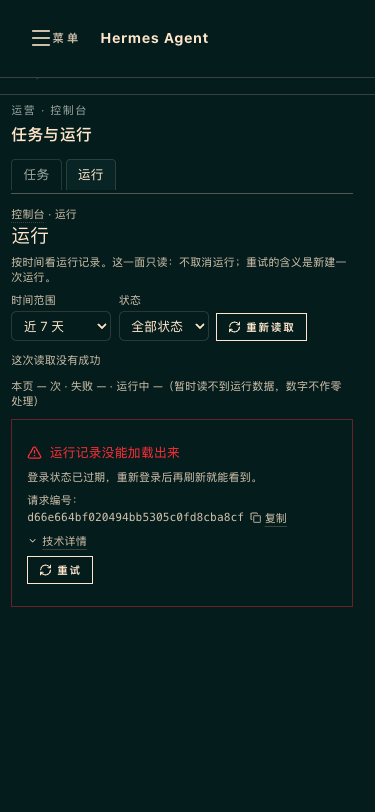 菜单 Hermes Agent
运营 · 控制台
任务与运行
任务 运行
控制台 · 运行
运行
按时间看运行记录。这一面只读：不取消运行；重试的含义是新建一
次运行。
时间范围 状态
近 7 天 全部状态 重新读取
这次读取没有成功
本页 — 次 · 失败 — · 运行中 —（暂时读不到运行数据，数字不作零
处理）
运行记录没能加载出来
登录状态已过期，重新登录后再刷新就能看到。
请求编号：
d66e664bf020494bb5305c0fd8cba8cf 复制
技术详情
重试